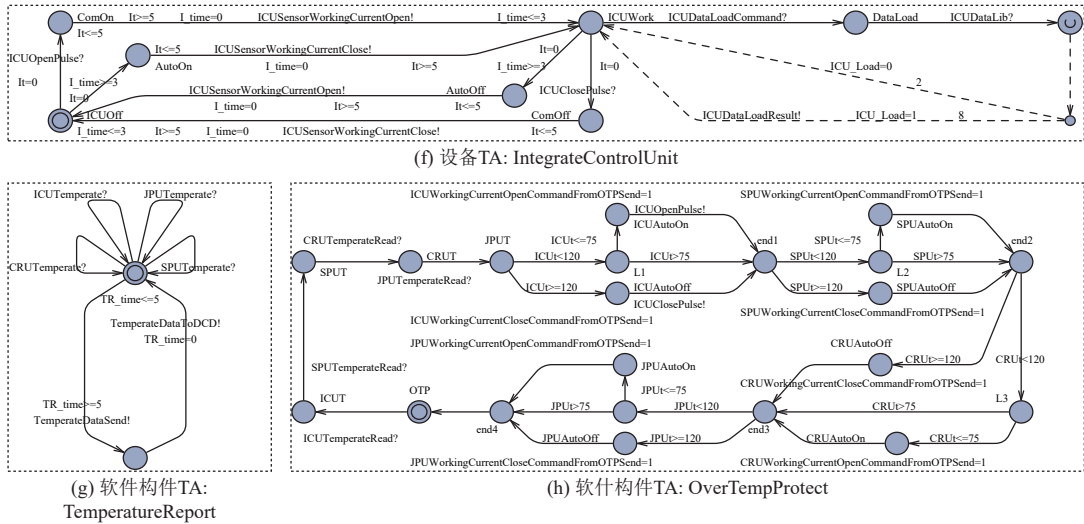 ComOn It>=5 I_time=0 ICUSensorWorkingCurrentOpen! I_time<=3 ICUWork ICUDataLoadCommand? DataLoad ICUDataLib?
It<=5
ICUOpenPulse? It<=5 ICUSensorWorkingCurrentClose! It=0
AutoOn I_time=0 It>=5 ICU_Load=0
It=0 I_time>=3 I_time>=3 It=0
It=0 ICUSensorWorkingCurrentOpen! AutoOff ICUClosePulse? 2
I_time=0 It>=5 It<=5
ICUOff ComOff ICUDataLoadResult! ICU_Load=1 8
I_time<=3 It>=5 I_time=0 ICUSensorWorkingCurrentClose! It<=5
(f) 设备TA: IntegrateControlUnit
ICUTemperate? JPUTemperate?
CRUTemperate? SPUTemperate?
TR_time<=5
TemperateDataToDCD!
TR_time=0
TR_time>=5
TemperateDataSend!
(g) 软件构件TA:
TemperatureReport
ICUWorkingCurrentOpenCommandFromOTPSend=1 SPUWorkingCurrentOpenCommandFromOTPSend=1
ICUOpenPulse!
CRUTemperateRead? JPUT ICUt<=75 ICUAutoOn end1 SPUt<=75 SPUAutoOn end2
SPUT CRUT ICUt<120 ICUt>75 SPUt<120 SPUt>75
JPUTemperateRead? L1 L2
ICUt>=120 ICUAutoOff SPUt>=120 SPUAutoOff
ICUClosePulse!
ICUWorkingCurrentCloseCommandFromOTPSend=1 SPUWorkingCurrentCloseCommandFromOTPSend=1
JPUWorkingCurrentOpenCommandFromOTPSend=1 CRUAutoOff
SPUTemperateRead? JPUAutoOn CRUt>=120 CRUt<120
CRUWorkingCurrentCloseCommandFromOTPSend=1
OTP JPUt<=75
ICUT JPUt>75 JPUt<120 CRUt>75 L3
end4 end3
ICUTemperateRead? JPUAutoOff JPUt>=120 CRUAutoOn CRUt<=75
JPUWorkingCurrentCloseCommandFromOTPSend=1 CRUWorkingCurrentOpenCommandFromOTPSend=1
(h) 软什构件TA: OverTempProtect